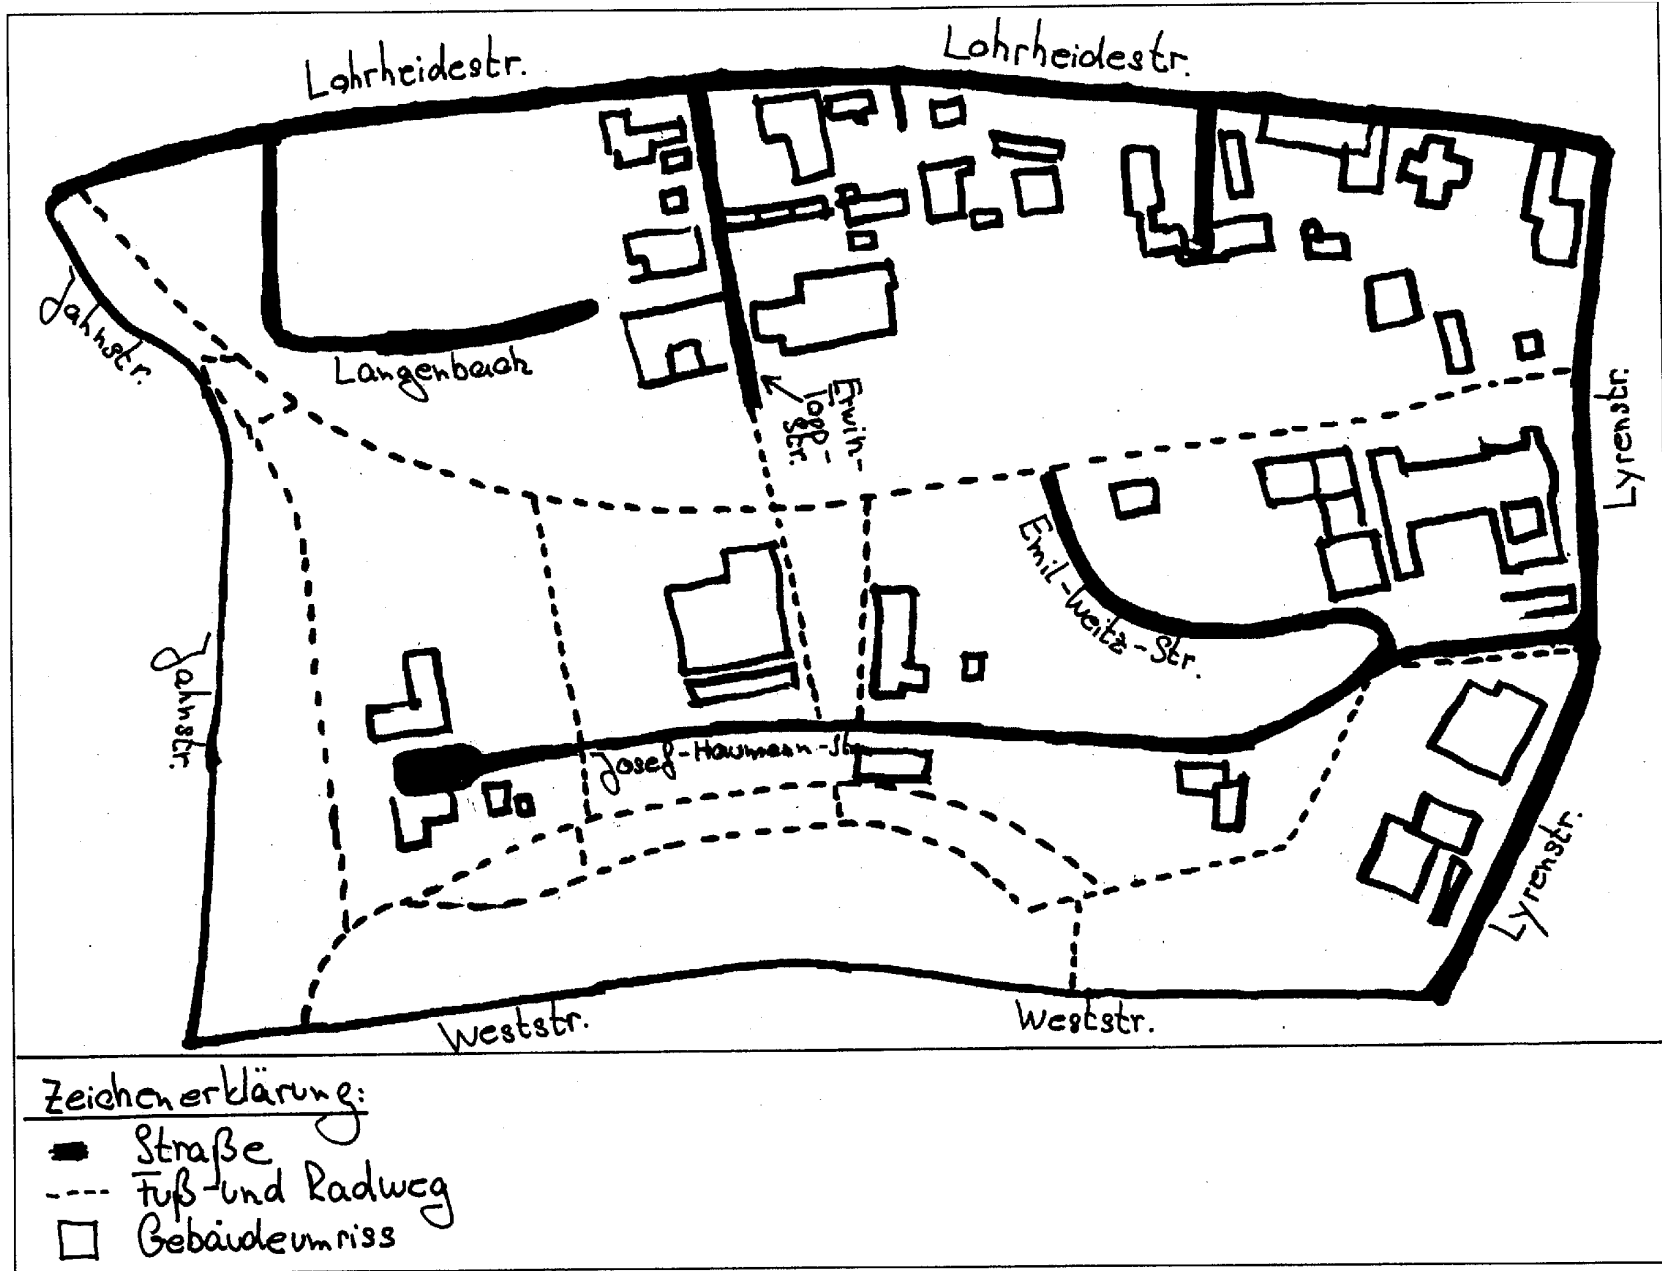 Lohrheidestr.
Lohrheidestr.
Jahnstr.
Langenbach
Erwin-
Topp-
Str.
Lyrenstr.
Emil-Weitz-Str.
Jahnstr.
Josef-Haumann-Str
Lyrenstr.
Weststr.
Weststr.
Zeichenerklärung:
Straße
Fuß-und Radweg
Gebäudeumriss